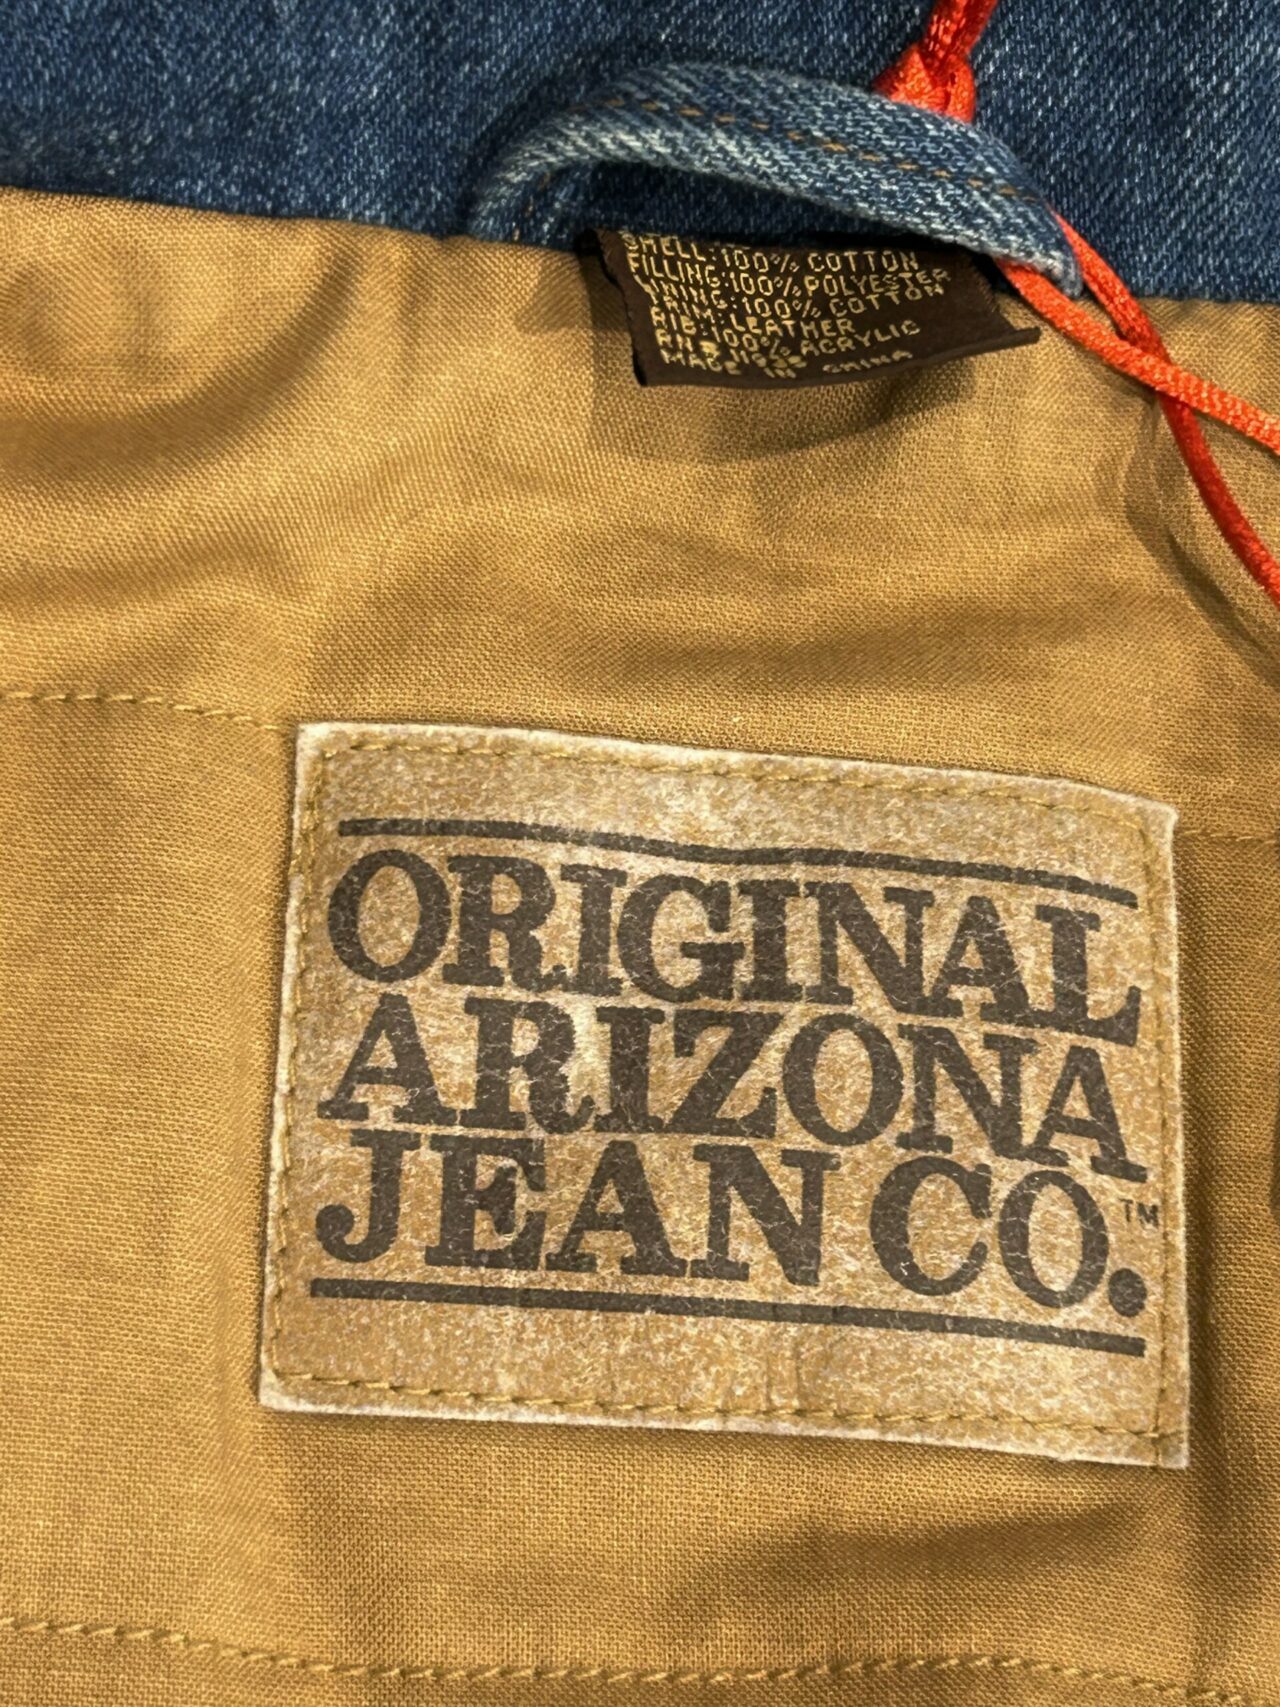 SHELL: 100% COTTON
FILLING: 100% POLYESTER
LINING: 100% COTTON
TRIM: LEATHER
RIB: 100% ACRYLIC
MADE IN CHINA
ORIGINAL
ARIZONA
JEAN CO.™